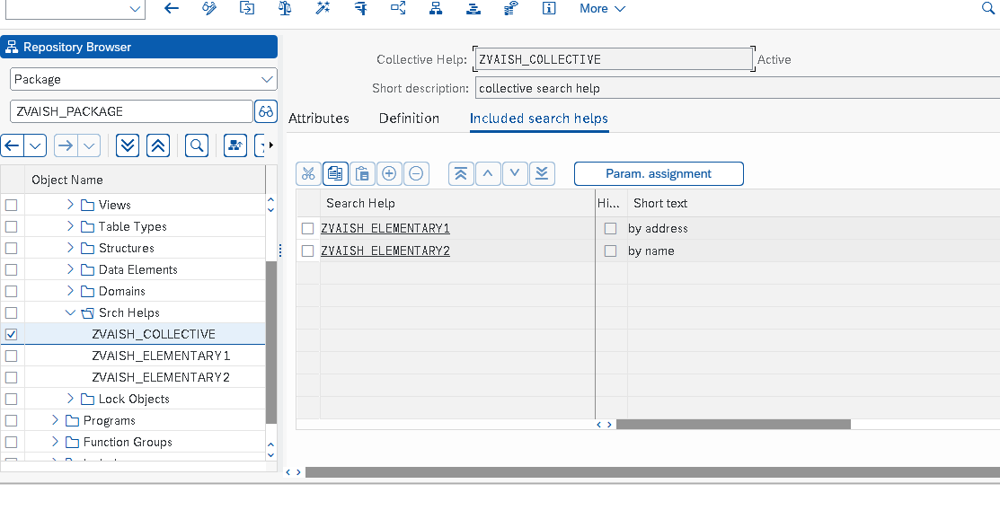 More
Repository Browser
Package
ZVAISH_PACKAGE
Object Name
Views
Table Types
Structures
Data Elements
Domains
Srch Helps
ZVAISH_COLLECTIVE
ZVAISH_ELEMENTARY1
ZVAISH_ELEMENTARY2
Lock Objects
Programs
Function Groups
Collective Help: ZVAISH_COLLECTIVE Active
Short description: collective search help
Attributes Definition Included search helps
Param. assignment
Search Help Hi... Short text
ZVAISH_ELEMENTARY1 by address
ZVAISH_ELEMENTARY2 by name